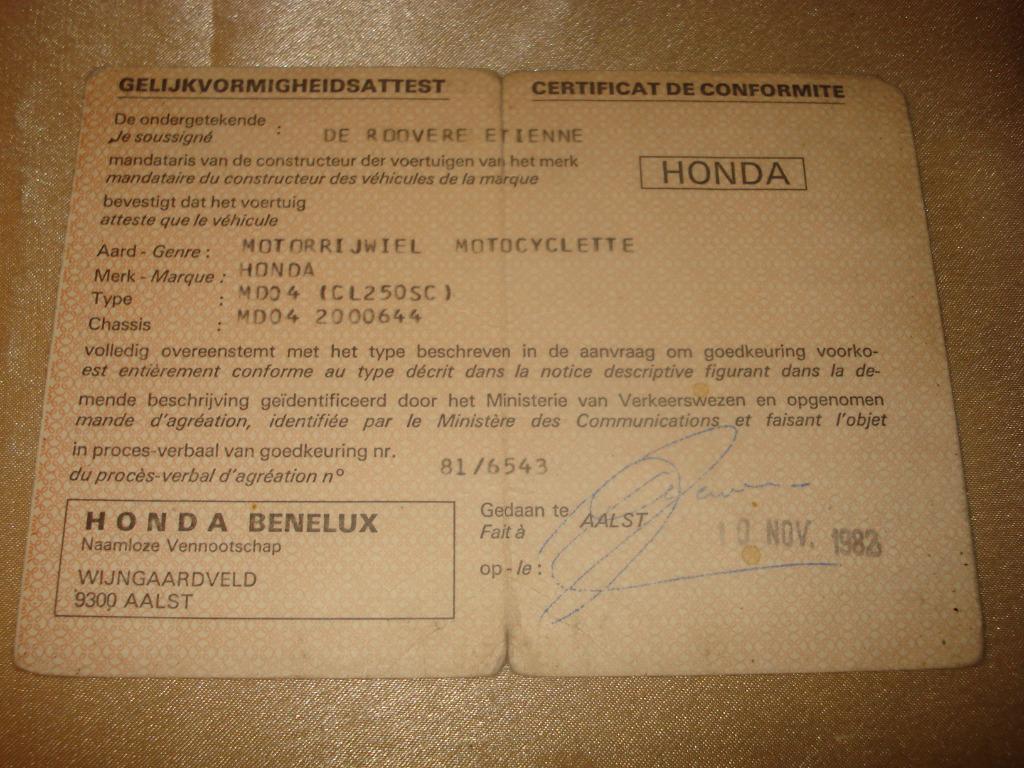 GELIJKVORMIGHEIDSATTEST
CERTIFICAT DE CONFORMITE
De ondergetekende
Je soussigné : DE ROOVERE ETIENNE
mandataris van de constructeur der voertuigen van het merk
mandataire du constructeur des véhicules de la marque
HONDA
bevestigt dat het voertuig
atteste que le véhicule
Aard - Genre : MOTORRIJWIEL MOTOCYCLETTE
Merk - Marque : HONDA
Type : MD04 (CL250SC)
Chassis : MD04 2000644
volledig overeenstemt met het type beschreven in de aanvraag om goedkeuring voorko-
est entièrement conforme au type décrit dans la notice descriptive figurant dans la de-
mende beschrijving geïdentificeerd door het Ministerie van Verkeerswezen en opgenomen
mande d'agréation, identifiée par le Ministère des Communications et faisant l'objet
in proces-verbaal van goedkeuring nr.
du procès-verbal d'agréation n° 81/6543
HONDA BENELUX
Naamloze Vennootschap
WIJNGAARDVELD
9300 AALST
Gedaan te
Fait à AALST
op - le : 10 NOV. 1982